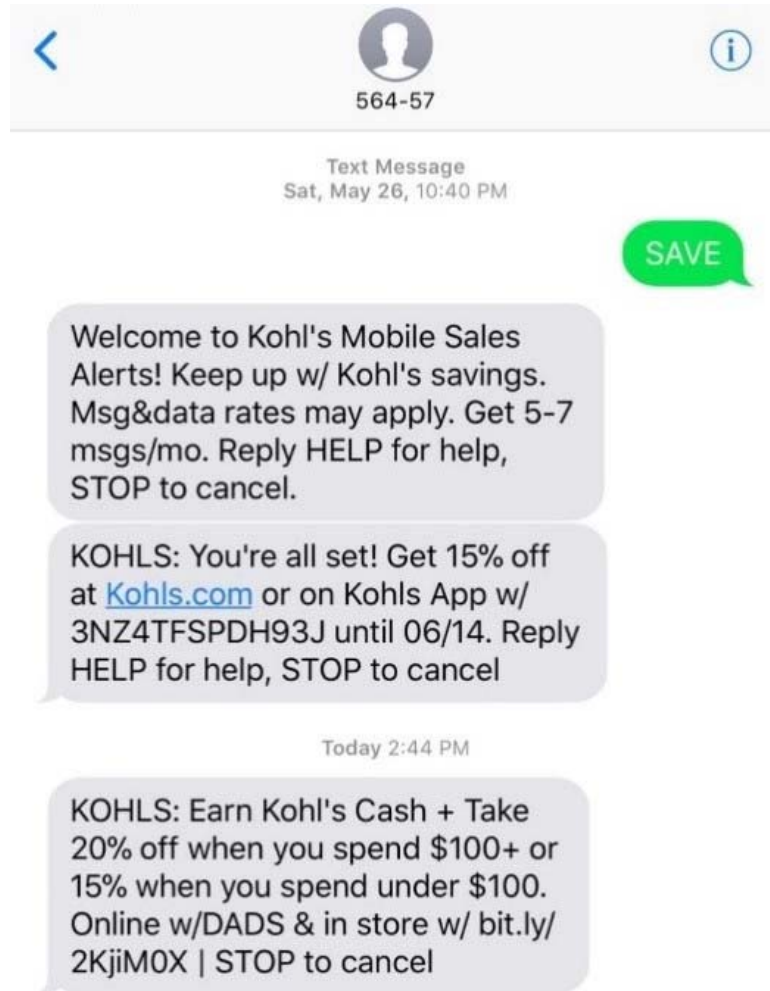 564-57
Text Message
Sat, May 26, 10:40 PM
SAVE
Welcome to Kohl's Mobile Sales
Alerts! Keep up w/ Kohl's savings.
Msg&data rates may apply. Get 5-7
msgs/mo. Reply HELP for help,
STOP to cancel.
KOHLS: You're all set! Get 15% off
at Kohls.com or on Kohls App w/
3NZ4TFSPDH93J until 06/14. Reply
HELP for help, STOP to cancel
Today 2:44 PM
KOHLS: Earn Kohl's Cash + Take
20% off when you spend $100+ or
15% when you spend under $100.
Online w/DADS & in store w/ bit.ly/
2KjiM0X | STOP to cancel